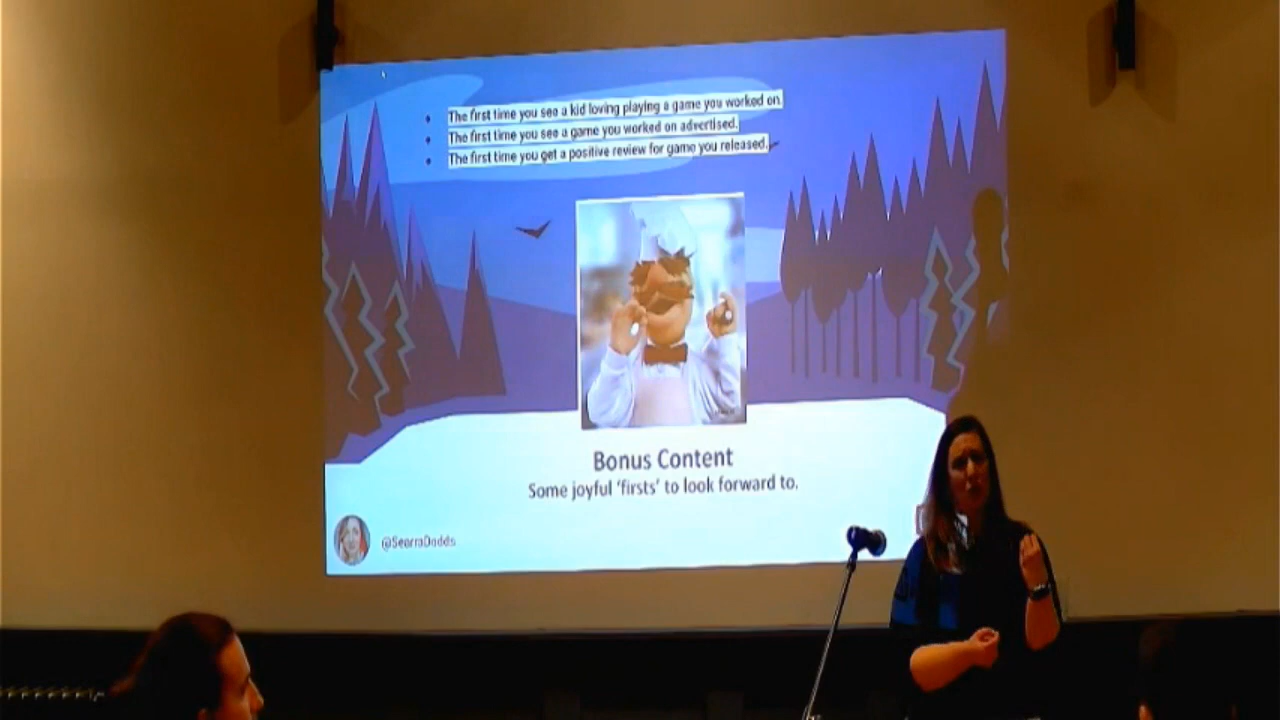 The first time you see a kid loving playing a game you worked on.
The first time you see a game you worked on advertised.
The first time you get a positive review for game you released.
Bonus Content
Some joyful 'firsts' to look forward to.
@SearraDodds